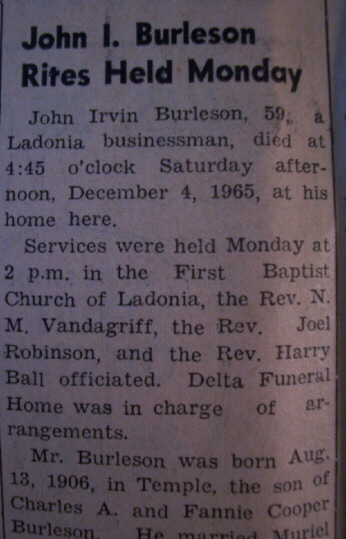 John I. Burleson
Rites Held Monday
John Irvin Burleson, 59, a
Ladonia businessman, died at
4:45 o'clock Saturday after-
noon, December 4, 1965, at his
home here.
Services were held Monday at
2 p.m. in the First Baptist
Church of Ladonia, the Rev. N.
M. Vandagriff, the Rev. Joel
Robinson, and the Rev. Harry
Ball officiated. Delta Funeral
Home was in charge of ar-
rangements.
Mr. Burleson was born Aug.
13, 1906, in Temple, the son of
Charles A. and Fannie Cooper
Burleson. He married Muriel